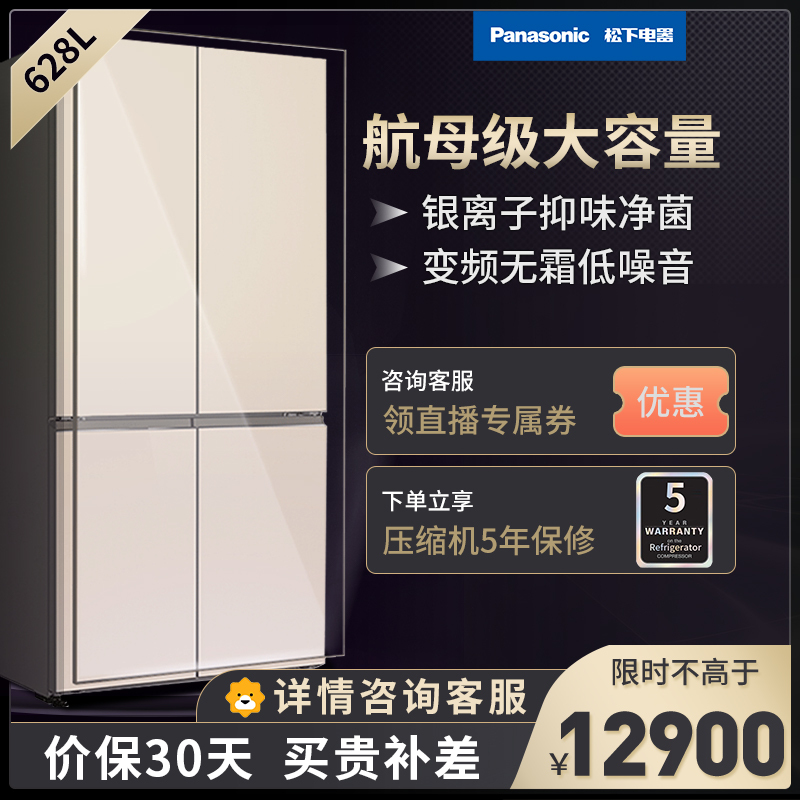 628L
Panasonic 松下电器
航母级大容量
银离子抑味净菌
变频无霜低噪音
咨询客服
领直播专属券
优惠
下单立享
压缩机5年保修
5
YEAR
WARRANTY
on the
Refrigerator
COMPRESSOR
详情咨询客服
价保30天 买贵补差
限时不高于
¥12900